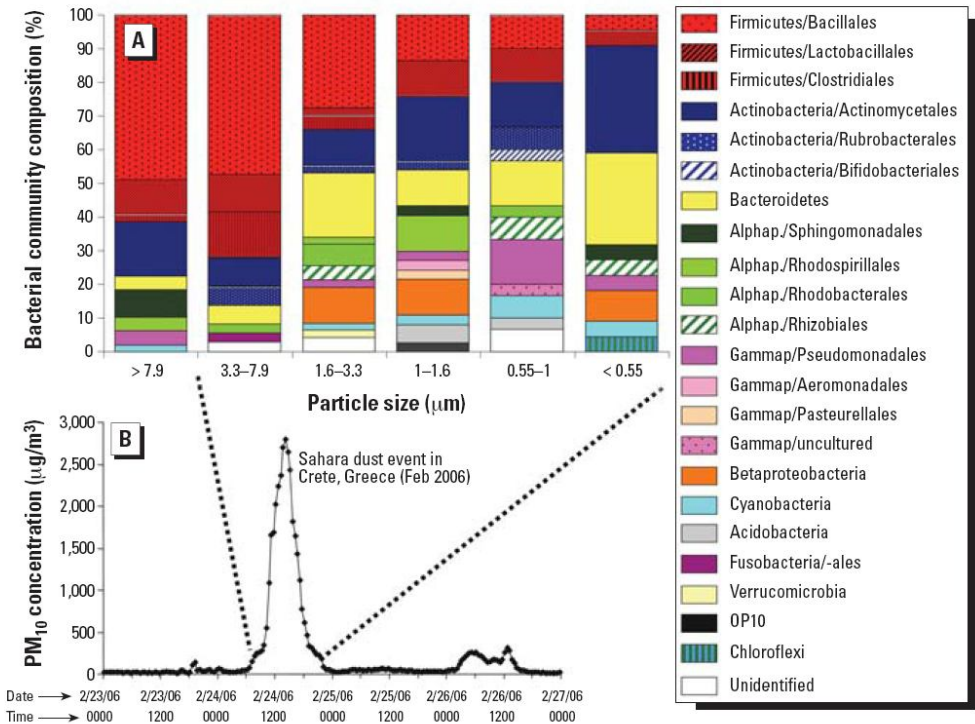 Bacterial community composition (%)
100
90
80
70
60
50
40
30
20
10
0
A
> 7.9 3.3–7.9 1.6–3.3 1–1.6 0.55–1 < 0.55
Particle size (μm)
PM10 concentration (μg/m³)
3,000
2,500
2,000
1,500
1,000
500
0
B
Sahara dust event in
Crete, Greece (Feb 2006)
Date 2/23/06 2/23/06 2/24/06 2/24/06 2/25/06 2/25/06 2/26/06 2/26/06 2/27/06
Time 0000 1200 0000 1200 0000 1200 0000 1200 0000
Firmicutes/Bacillales
Firmicutes/Lactobacillales
Firmicutes/Clostridiales
Actinobacteria/Actinomycetales
Actinobacteria/Rubrobacterales
Actinobacteria/Bifidobacteriales
Bacteroidetes
Alphap./Sphingomonadales
Alphap./Rhodospirillales
Alphap./Rhodobacterales
Alphap./Rhizobiales
Gammap/Pseudomonadales
Gammap/Aeromonadales
Gammap/Pasteurellales
Gammap/uncultured
Betaproteobacteria
Cyanobacteria
Acidobacteria
Fusobacteria/-ales
Verrucomicrobia
OP10
Chloroflexi
Unidentified